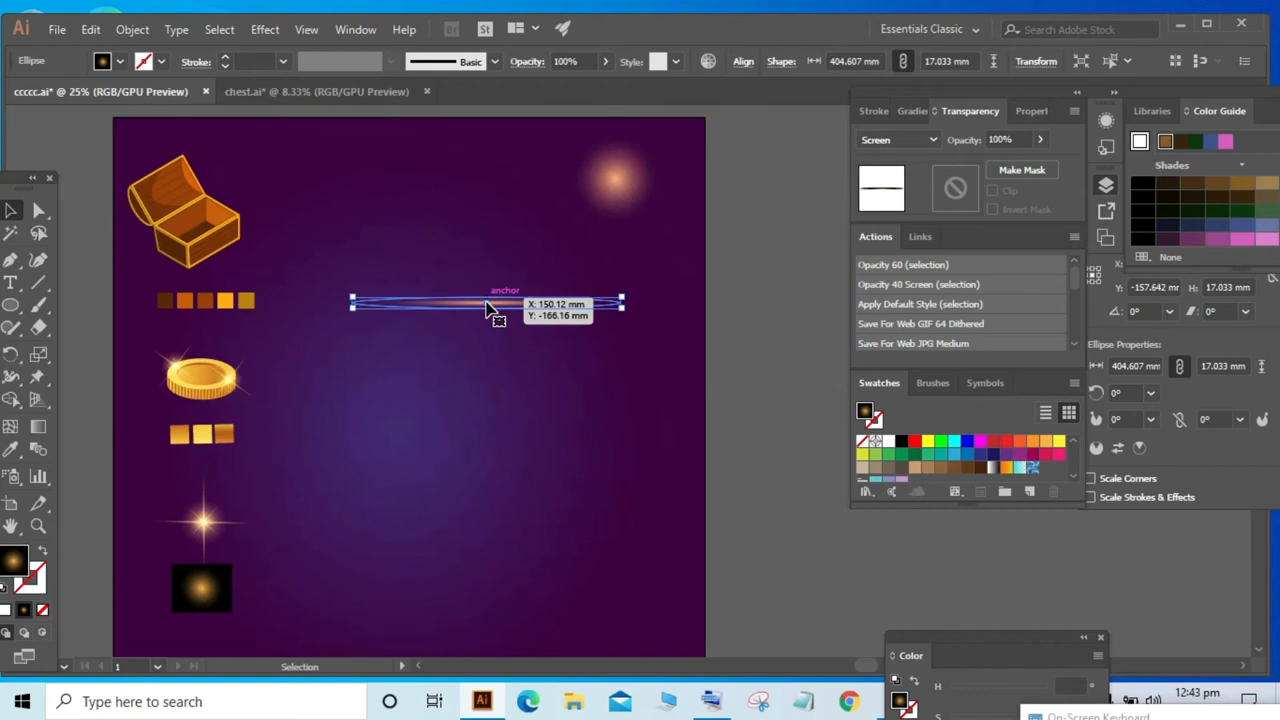 Ai File Edit Object Type Select Effect View Window Help Br St Essentials Classic Search Adobe Stock
Ellipse Stroke: Basic Opacity: 100% Style: Align Shape: 404.607 mm 17.033 mm Transform
ccccc.ai* @ 25% (RGB/GPU Preview) × chest.ai* @ 8.33% (RGB/GPU Preview) ×
Stroke Gradien Transparency Propert
Libraries Color Guide
Screen Opacity: 100%
Make Mask
Clip
Invert Mask
Shades
None
Actions Links
Opacity 60 (selection)
Opacity 40 Screen (selection)
Apply Default Style (selection)
Save For Web GIF 64 Dithered
Save For Web JPG Medium
X: H:
-157.642 mm 17.033 mm
0° 0°
Ellipse Properties:
404.607 mm 17.033 mm
0°
0° 0°
Scale Corners
Scale Strokes & Effects
Swatches Brushes Symbols
anchor
X: 150.12 mm
Y: -166.16 mm
1 Selection
Color
H °
S
Type here to search
Ai
12:43 pm
On-Screen Keyboard